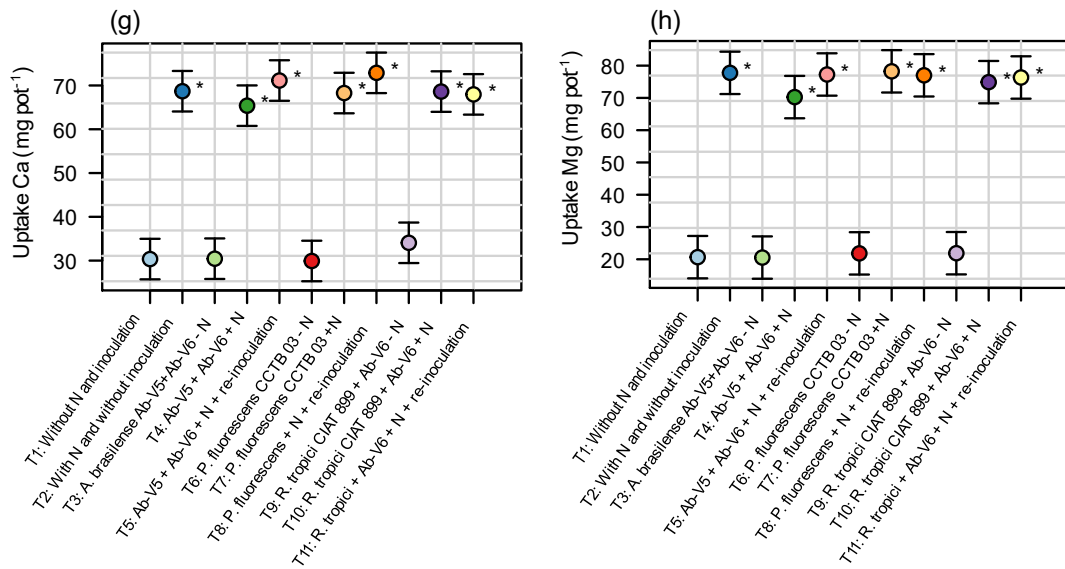 (g)
Uptake Ca (mg pot-1)
70
60
50
40
30
*
*
*
*
*
*
*
T1: Without N and inoculation
T2: With N and without inoculation
T3: A. brasilense Ab-V5+Ab-V6 - N
T4: Ab-V5 + Ab-V6 + N
T5: Ab-V5 + Ab-V6 + N + re-inoculation
T6: P. fluorescens CCTB 03 - N
T7: P. fluorescens CCTB 03 +N
T8: P. fluorescens + N + re-inoculation
T9: R. tropici CIAT 899 + Ab-V6 - N
T10: R. tropici CIAT 899 + Ab-V6 + N
T11: R. tropici + Ab-V6 + N + re-inoculation
(h)
Uptake Mg (mg pot-1)
80
70
60
50
40
30
20
*
*
*
*
*
*
*
T1: Without N and inoculation
T2: With N and without inoculation
T3: A. brasilense Ab-V5+Ab-V6 - N
T4: Ab-V5 + Ab-V6 + N
T5: Ab-V5 + Ab-V6 + N + re-inoculation
T6: P. fluorescens CCTB 03 - N
T7: P. fluorescens CCTB 03 +N
T8: P. fluorescens + N + re-inoculation
T9: R. tropici CIAT 899 + Ab-V6 - N
T10: R. tropici CIAT 899 + Ab-V6 + N
T11: R. tropici + Ab-V6 + N + re-inoculation